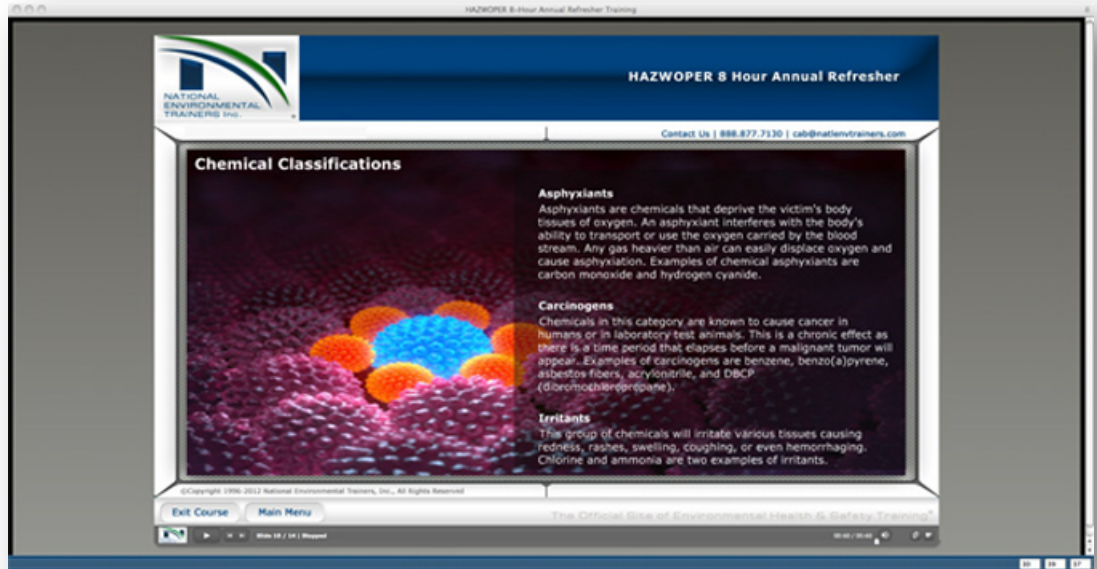 HAZWOPER 8-Hour Annual Refresher Training
NATIONAL
ENVIRONMENTAL
TRAINERS Inc.
HAZWOPER 8 Hour Annual Refresher
Contact Us | 888.877.7130 | cab@natlenvtrainers.com
Chemical Classifications
Asphyxiants
Asphyxiants are chemicals that deprive the victim's body
tissues of oxygen. An asphyxiant interferes with the body's
ability to transport or use the oxygen carried by the blood
stream. Any gas heavier than air can easily displace oxygen and
cause asphyxiation. Examples of chemical asphyxiants are
carbon monoxide and hydrogen cyanide.
Carcinogens
Chemicals in this category are known to cause cancer in
humans or in laboratory test animals. This is a chronic effect as
there is a time period that elapses before a malignant tumor will
appear. Examples of carcinogens are benzene, benzo(a)pyrene,
asbestos fibers, acrylonitrile, and DBCP
(dibromochloropropane).
Irritants
This group of chemicals will irritate various tissues causing
redness, rashes, swelling, coughing, or even hemorrhaging.
Chlorine and ammonia are two examples of irritants.
©Copyright 1996-2012 National Environmental Trainers, Inc., All Rights Reserved
Exit Course
Main Menu
The Official Site of Environmental Health & Safety Training
Slide 10 / 14 | Stopped